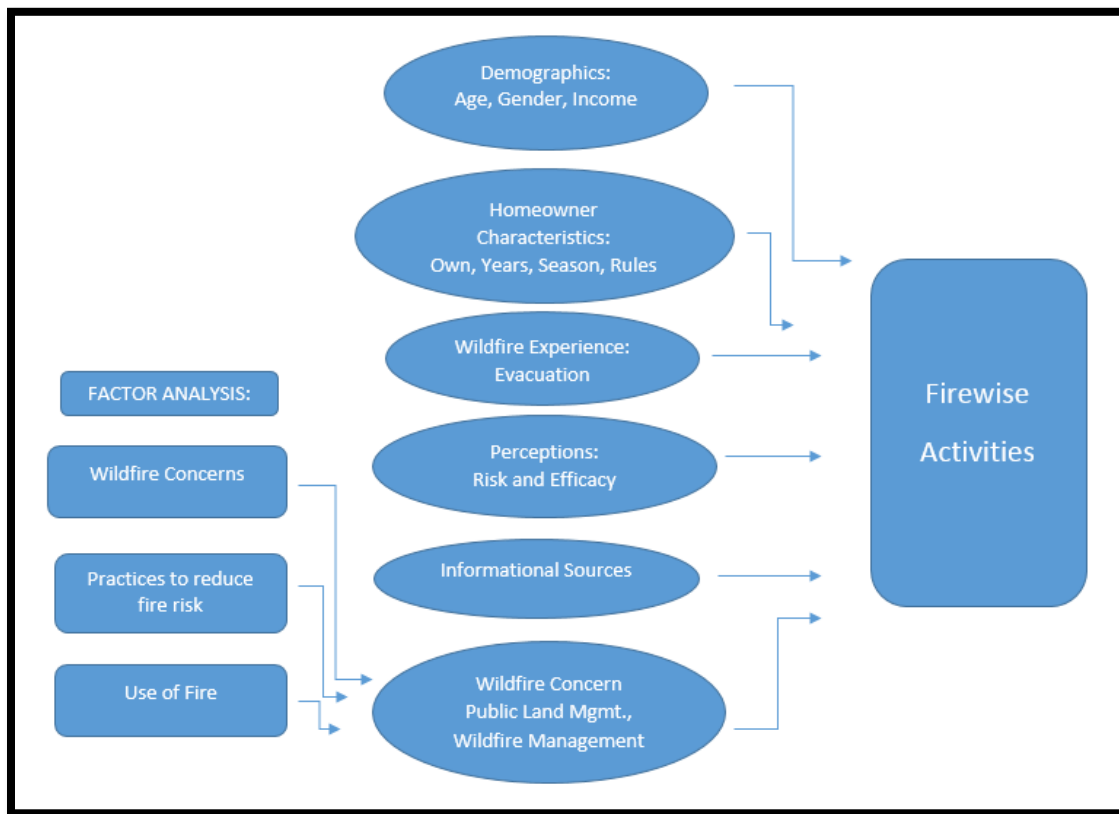 Demographics:
Age, Gender, Income
Homeowner
Characteristics:
Own, Years, Season, Rules
Wildfire Experience:
Evacuation
Perceptions:
Risk and Efficacy
Informational Sources
Wildfire Concern
Public Land Mgmt.,
Wildfire Management
FACTOR ANALYSIS:
Wildfire Concerns
Practices to reduce
fire risk
Use of Fire
Firewise
Activities